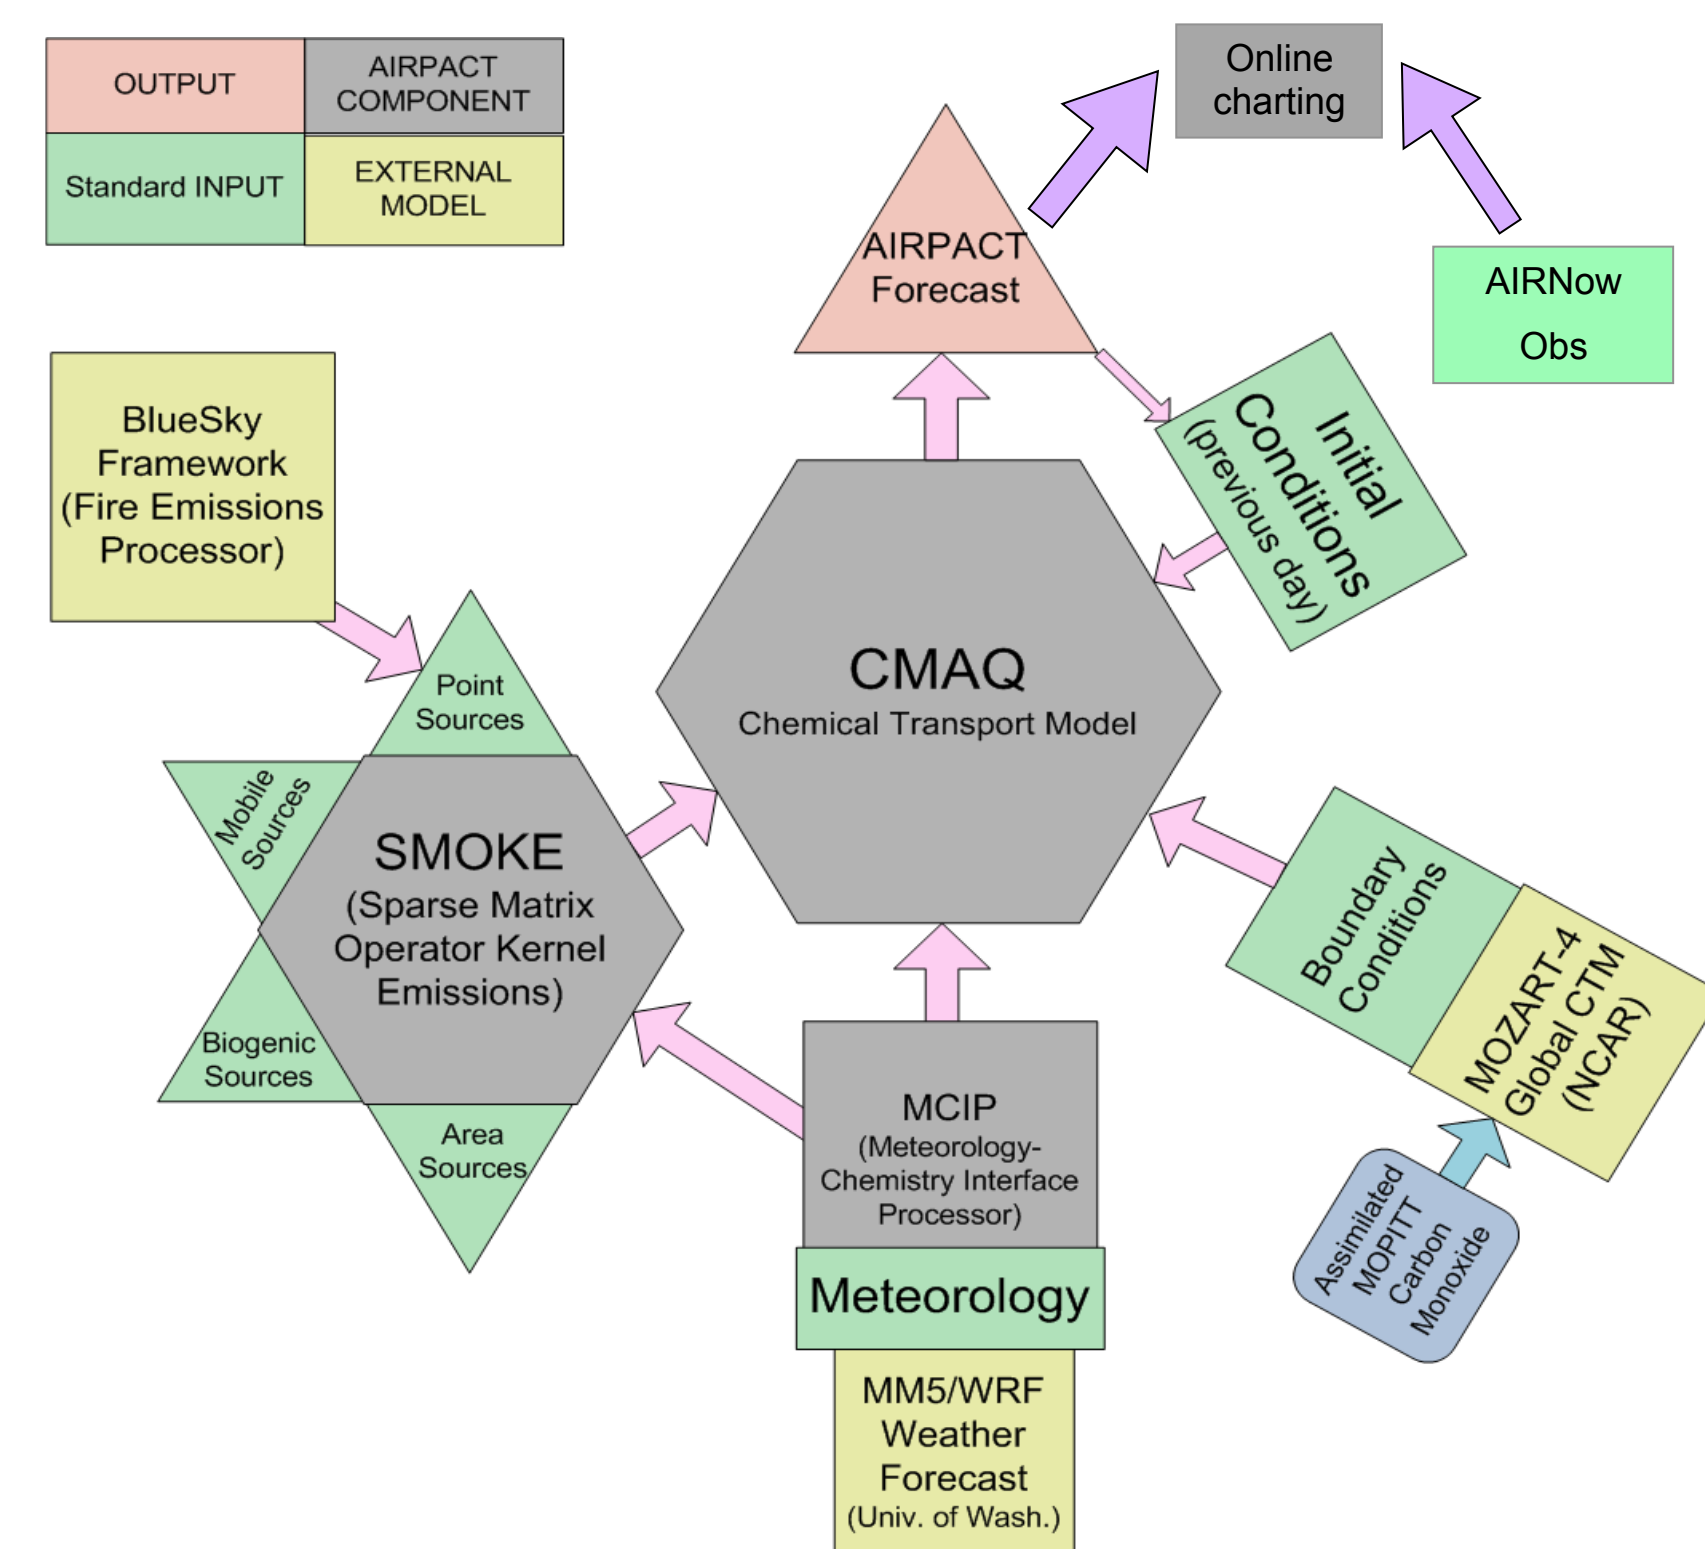 OUTPUT
AIRPACT
COMPONENT
Standard INPUT
EXTERNAL
MODEL
Online
charting
AIRPACT
Forecast
AIRNow
Obs
BlueSky
Framework
(Fire Emissions
Processor)
Initial
Conditions
(previous day)
Point
Sources
CMAQ
Chemical Transport Model
Mobile
Sources
SMOKE
(Sparse Matrix
Operator Kernel
Emissions)
Boundary
Conditions
MOZART-4
Global CTM
(NCAR)
Biogenic
Sources
Area
Sources
MCIP
(Meteorology-
Chemistry Interface
Processor)
Assimilated
MOPITT
Carbon
Monoxide
Meteorology
MM5/WRF
Weather
Forecast
(Univ. of Wash.)